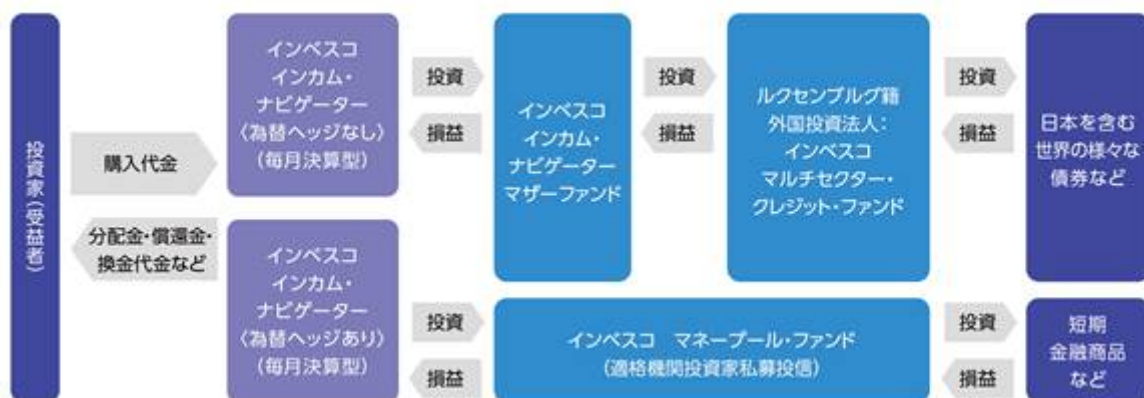 投資家(受益者)
購入代金
分配金・償還金・
換金代金など
インベスコ
インカム・
ナビゲーター
〈為替ヘッジなし〉
(毎月決算型)
インベスコ
インカム・
ナビゲーター
〈為替ヘッジあり〉
(毎月決算型)
投資
損益
インベスコ
インカム・
ナビゲーター
マザーファンド
投資
損益
ルクセンブルグ籍
外国投資法人:
インベスコ
マルチセクター・
クレジット・ファンド
投資
損益
日本を含む
世界の様々な
債券など
投資
損益
インベスコ マネープール・ファンド
(適格機関投資家私募投信)
投資
損益
短期
金融商品
など